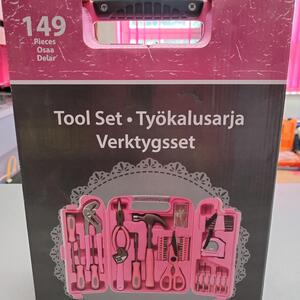 149
Pieces
Osaa
Delar
Tool Set • Työkalusarja
Verktygsset